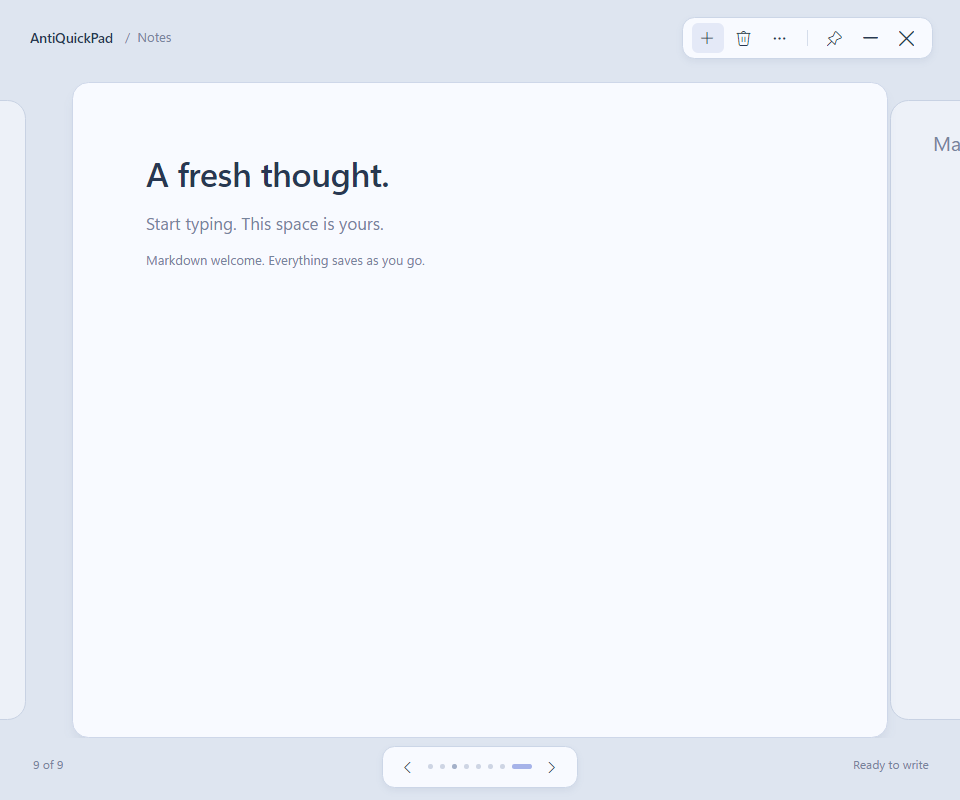 AntiQuickPad / Notes
Ma
A fresh thought.
Start typing. This space is yours.
Markdown welcome. Everything saves as you go.
9 of 9
Ready to write